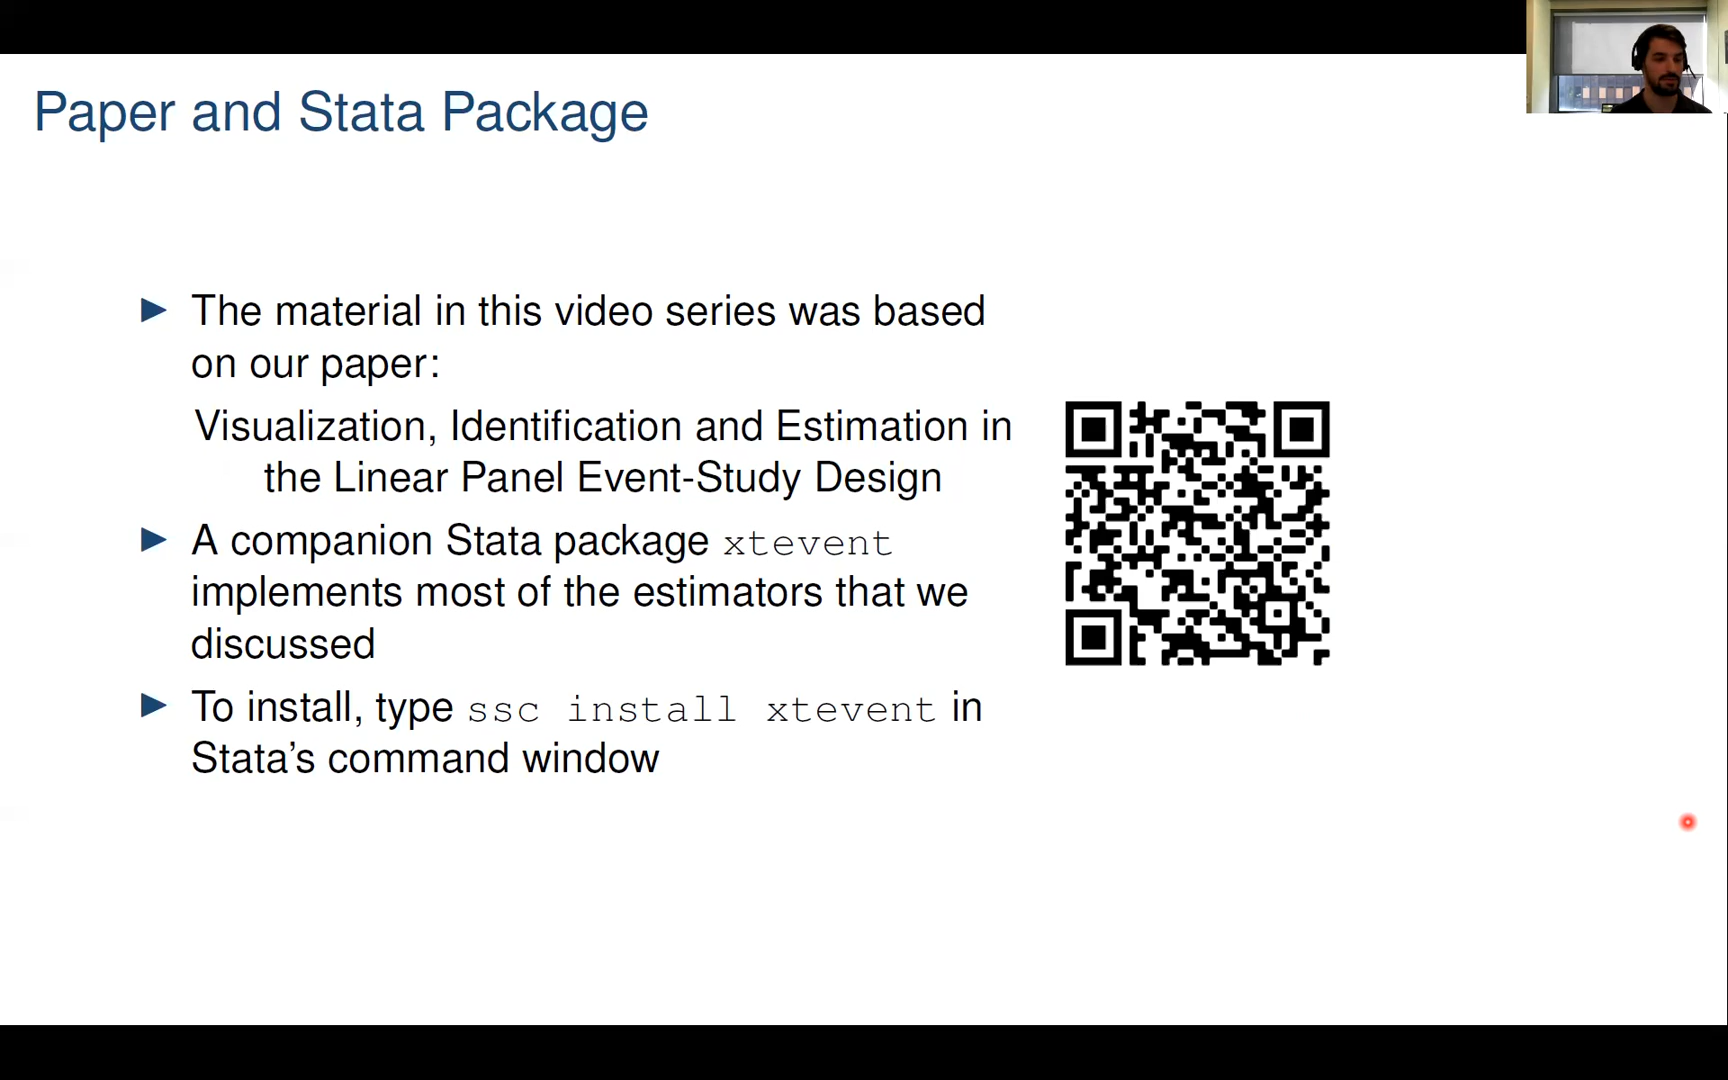 Paper and Stata Package
The material in this video series was based
on our paper:
Visualization, Identification and Estimation in
the Linear Panel Event-Study Design
A companion Stata package xtevent
implements most of the estimators that we
discussed
To install, type ssc install xtevent in
Stata’s command window